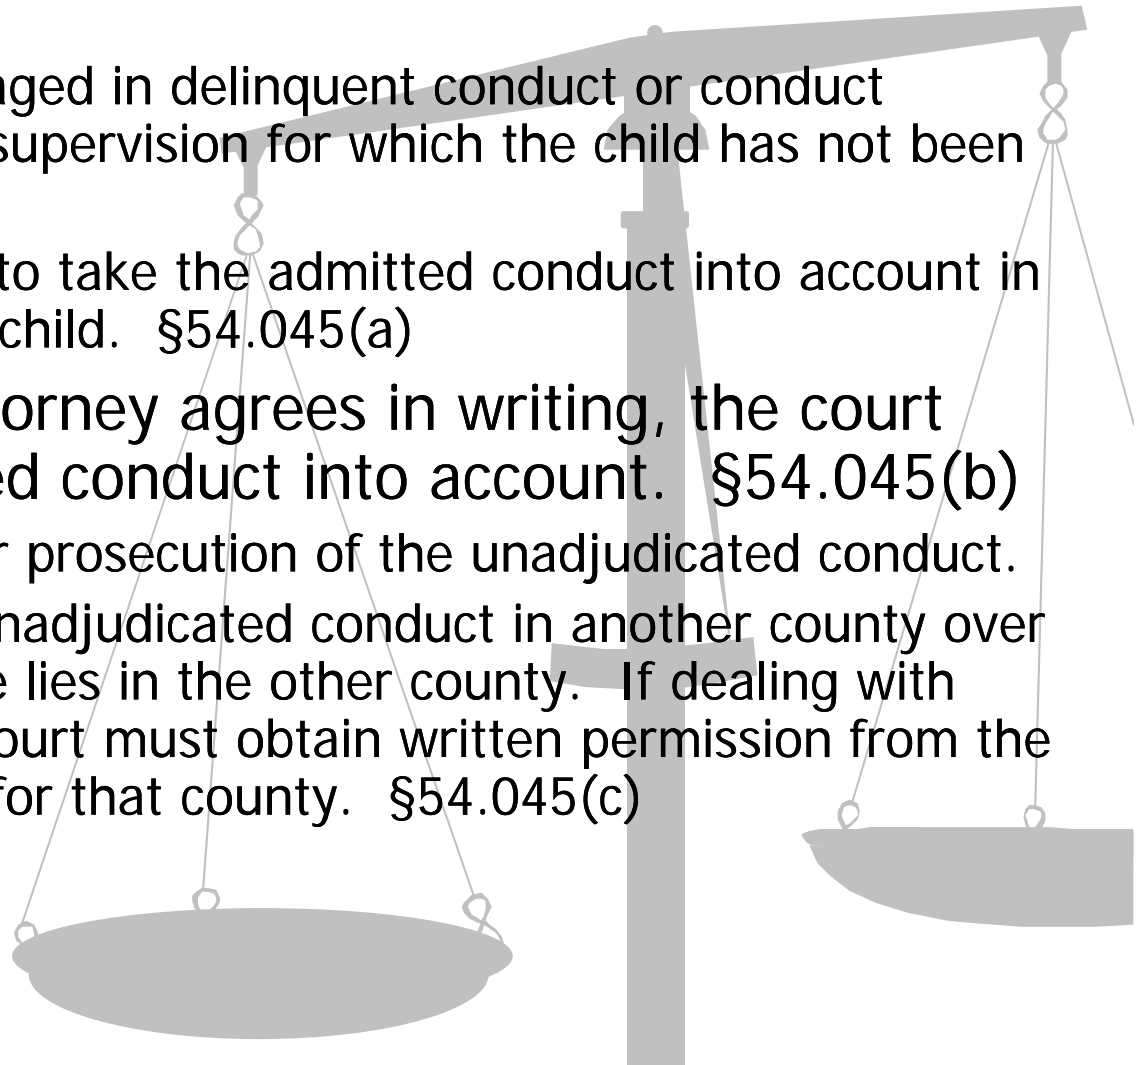 aged in delinquent conduct or conduct
supervision for which the child has not been
to take the admitted conduct into account in
child. §54.045(a)
orney agrees in writing, the court
ed conduct into account. §54.045(b)
r prosecution of the unadjudicated conduct.
nadjudicated conduct in another county over
e lies in the other county. If dealing with
ourt must obtain written permission from the
for that county. §54.045(c)